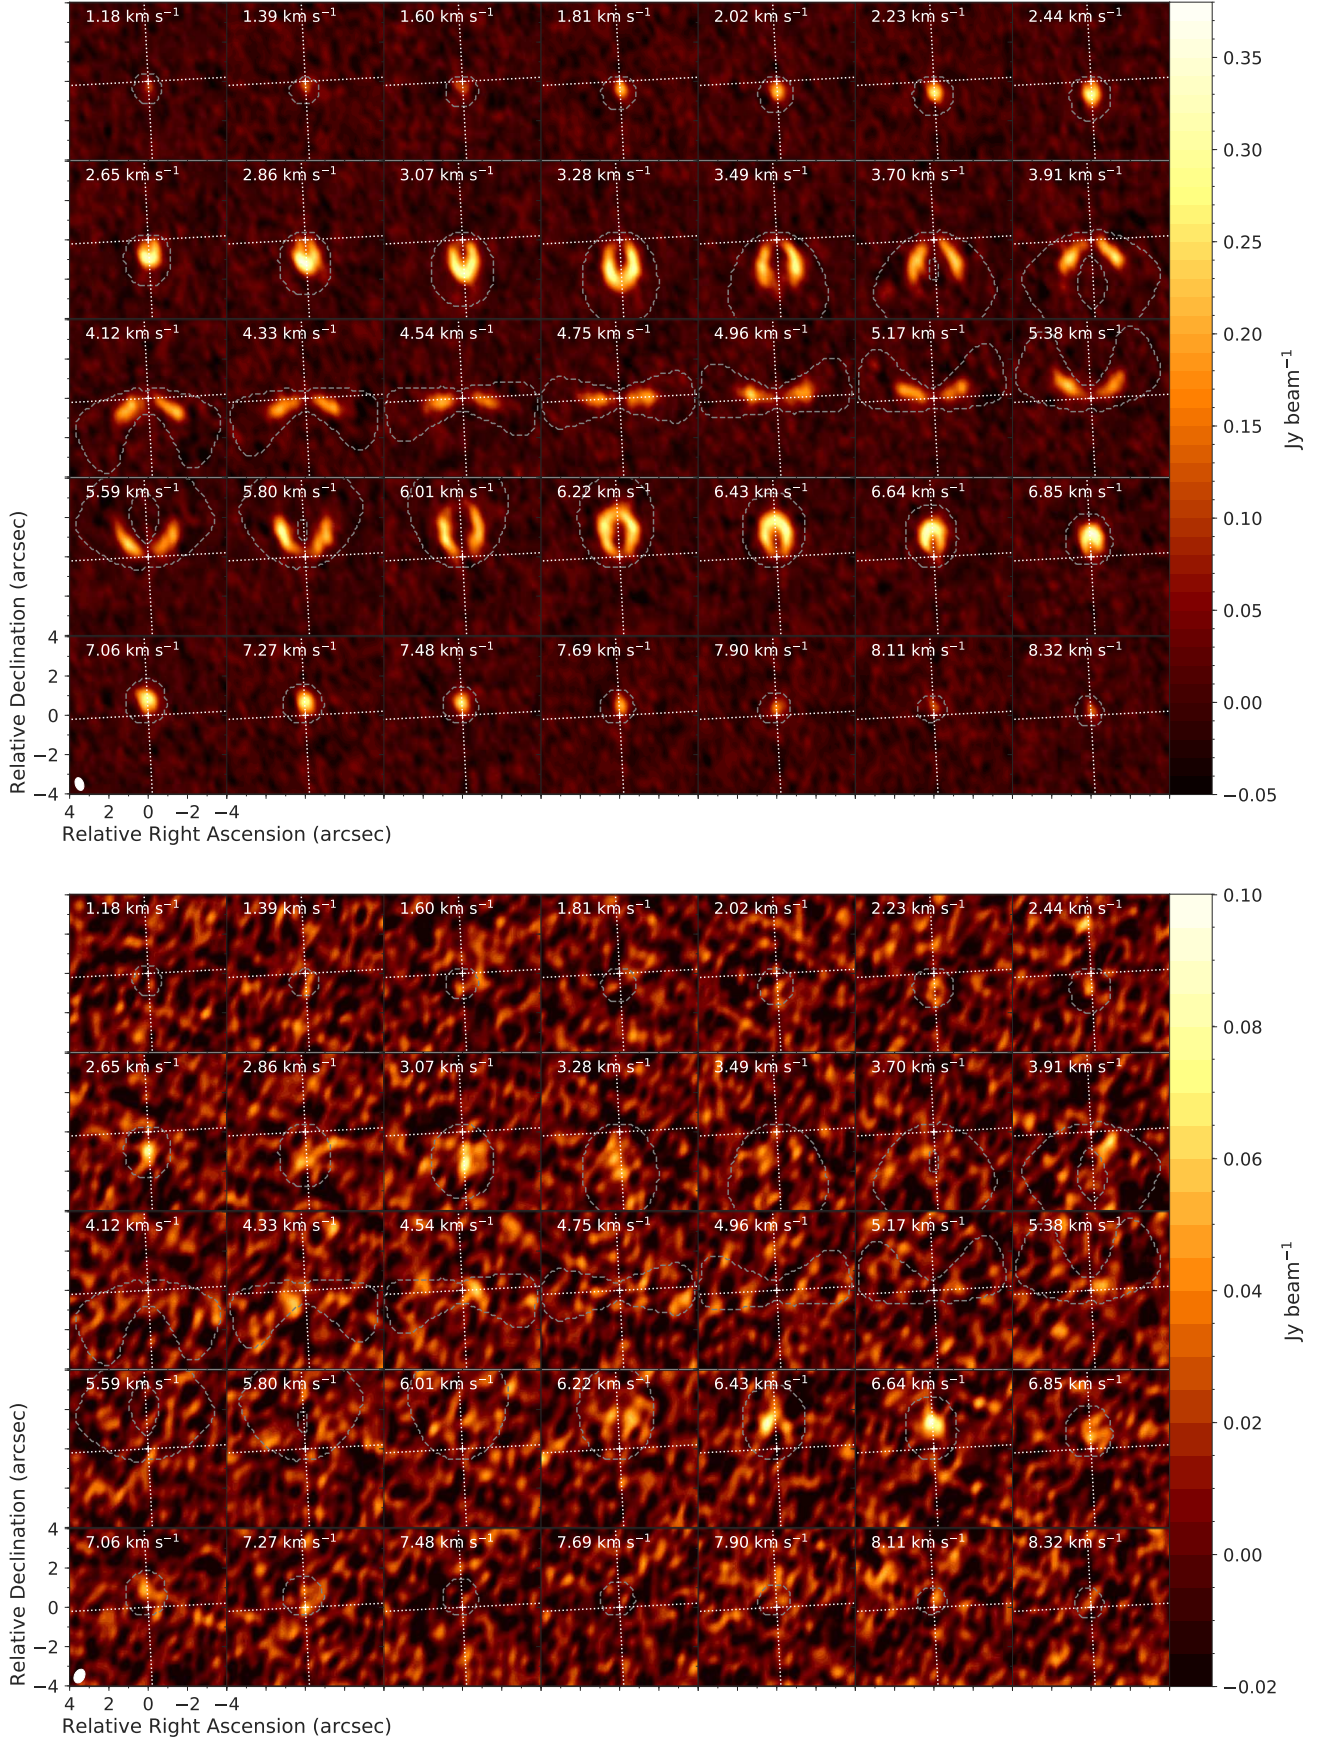 1.18 km s⁻¹ 1.39 km s⁻¹ 1.60 km s⁻¹ 1.81 km s⁻¹ 2.02 km s⁻¹ 2.23 km s⁻¹ 2.44 km s⁻¹
2.65 km s⁻¹ 2.86 km s⁻¹ 3.07 km s⁻¹ 3.28 km s⁻¹ 3.49 km s⁻¹ 3.70 km s⁻¹ 3.91 km s⁻¹
4.12 km s⁻¹ 4.33 km s⁻¹ 4.54 km s⁻¹ 4.75 km s⁻¹ 4.96 km s⁻¹ 5.17 km s⁻¹ 5.38 km s⁻¹
5.59 km s⁻¹ 5.80 km s⁻¹ 6.01 km s⁻¹ 6.22 km s⁻¹ 6.43 km s⁻¹ 6.64 km s⁻¹ 6.85 km s⁻¹
7.06 km s⁻¹ 7.27 km s⁻¹ 7.48 km s⁻¹ 7.69 km s⁻¹ 7.90 km s⁻¹ 8.11 km s⁻¹ 8.32 km s⁻¹
4
2
0
−2
−4
Relative Declination (arcsec)
4 2 0 −2 −4
Relative Right Ascension (arcsec)
0.35
0.30
0.25
0.20
0.15
0.10
0.05
0.00
−0.05
Jy beam⁻¹
1.18 km s⁻¹ 1.39 km s⁻¹ 1.60 km s⁻¹ 1.81 km s⁻¹ 2.02 km s⁻¹ 2.23 km s⁻¹ 2.44 km s⁻¹
2.65 km s⁻¹ 2.86 km s⁻¹ 3.07 km s⁻¹ 3.28 km s⁻¹ 3.49 km s⁻¹ 3.70 km s⁻¹ 3.91 km s⁻¹
4.12 km s⁻¹ 4.33 km s⁻¹ 4.54 km s⁻¹ 4.75 km s⁻¹ 4.96 km s⁻¹ 5.17 km s⁻¹ 5.38 km s⁻¹
5.59 km s⁻¹ 5.80 km s⁻¹ 6.01 km s⁻¹ 6.22 km s⁻¹ 6.43 km s⁻¹ 6.64 km s⁻¹ 6.85 km s⁻¹
7.06 km s⁻¹ 7.27 km s⁻¹ 7.48 km s⁻¹ 7.69 km s⁻¹ 7.90 km s⁻¹ 8.11 km s⁻¹ 8.32 km s⁻¹
4
2
0
−2
−4
Relative Declination (arcsec)
4 2 0 −2 −4
Relative Right Ascension (arcsec)
0.10
0.08
0.06
0.04
0.02
0.00
−0.02
Jy beam⁻¹